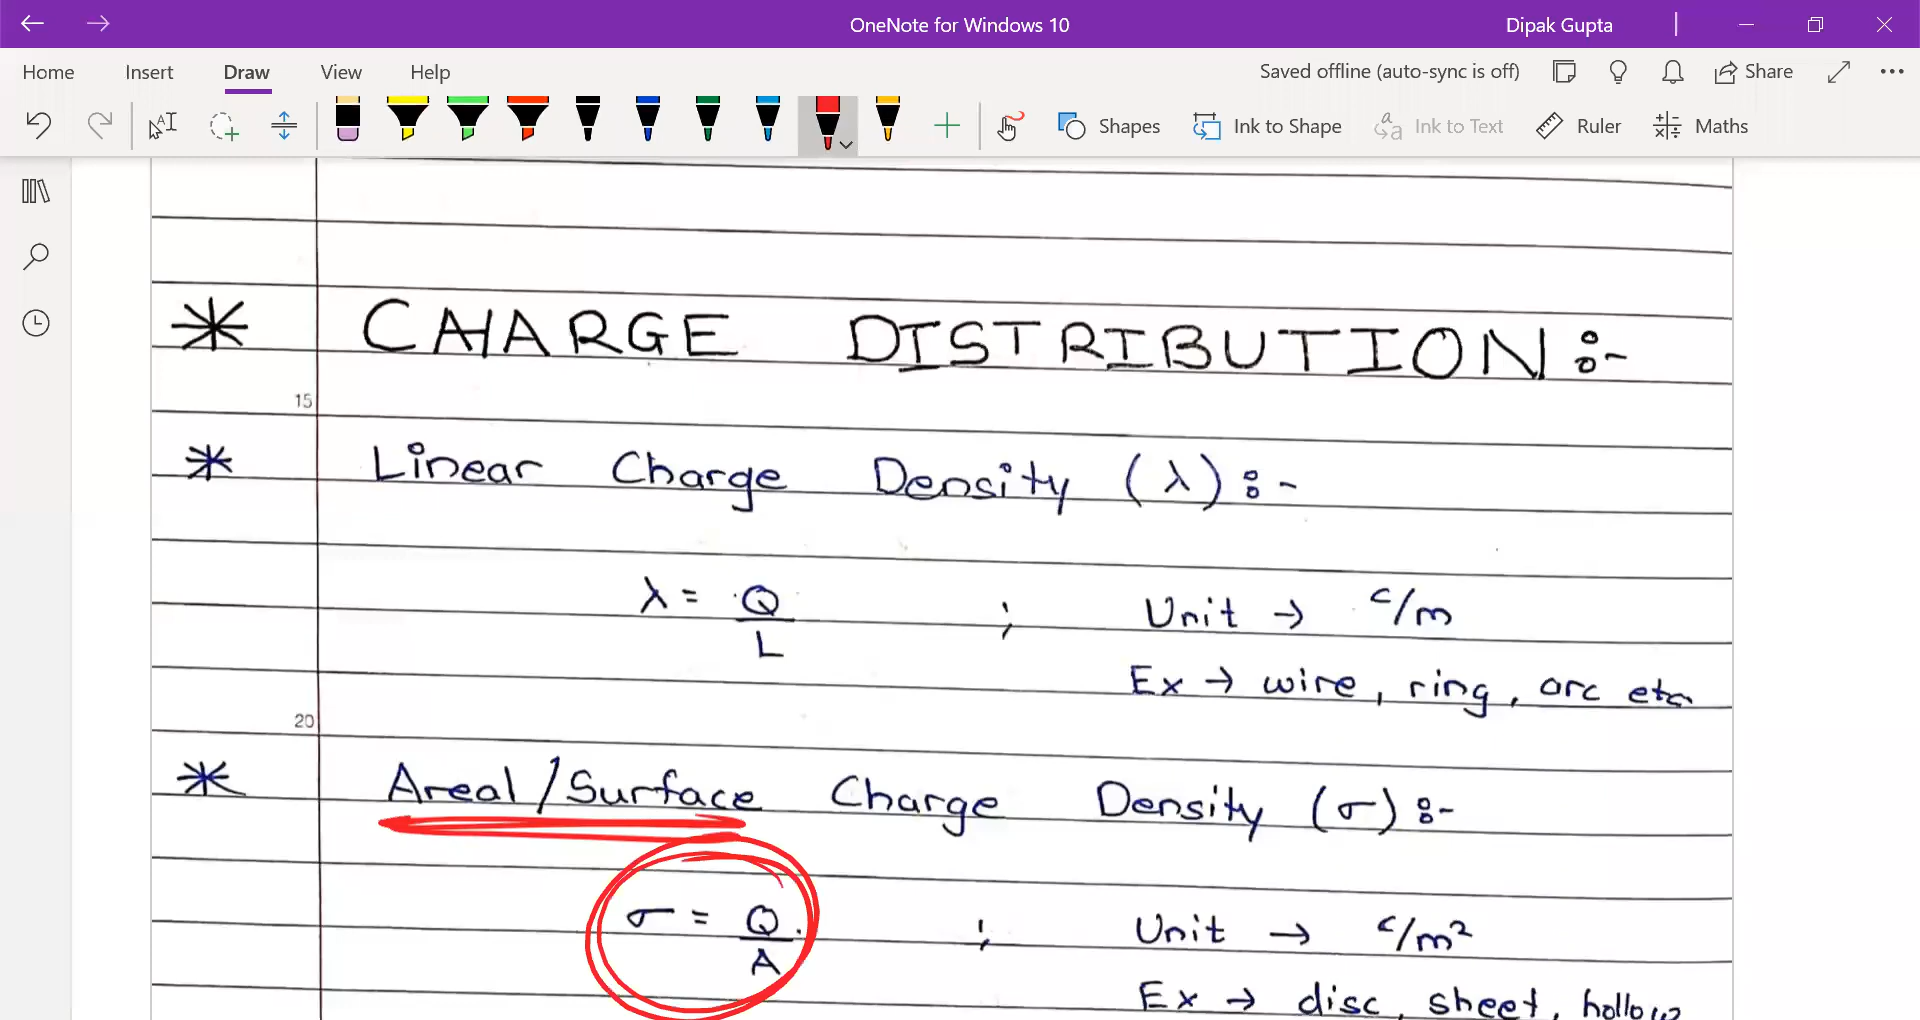 OneNote for Windows 10
Dipak Gupta
Home Insert Draw View Help
Saved offline (auto-sync is off)
Share
Shapes
Ink to Shape
Ink to Text
Ruler
Maths
CHARGE DISTRIBUTION :-
15
Linear Charge Density (λ) :-
λ = Q/L ; Unit → C/m
Ex → wire, ring, arc etc
20
Areal/Surface Charge Density (σ) :-
σ = Q/A ; Unit → C/m²
Ex → disc, sheet, hollow